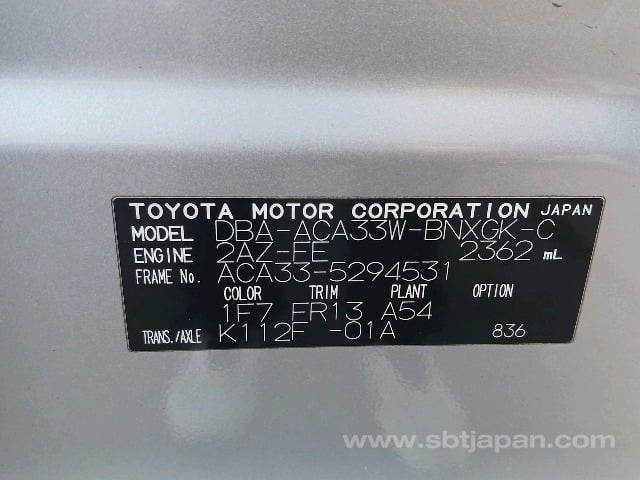 TOYOTA MOTOR CORPORATION JAPAN
MODEL DBA-ACA33W-BNXGK-C
ENGINE 2AZ-FE 2362 mL
FRAME No. ACA33-5294531
COLOR TRIM PLANT OPTION
1F7 FR13 A54
TRANS./AXLE K112F -01A 836
www.sbtjapan.com